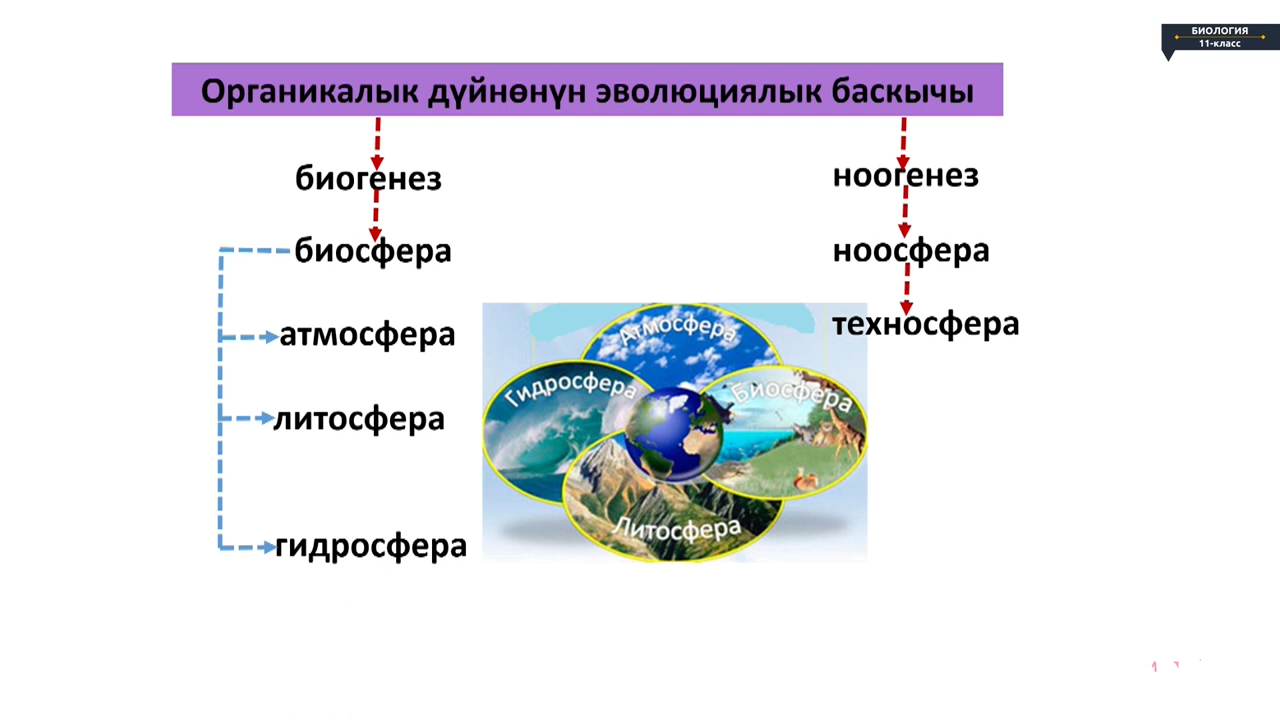 БИОЛОГИЯ
11-класс
Органикалык дүйнөнүн эволюциялык баскычы
биогенез
ноогенез
биосфера
ноосфера
техносфера
атмосфера
литосфера
гидросфера
Атмосфера
Гидросфера
Биосфера
Литосфера